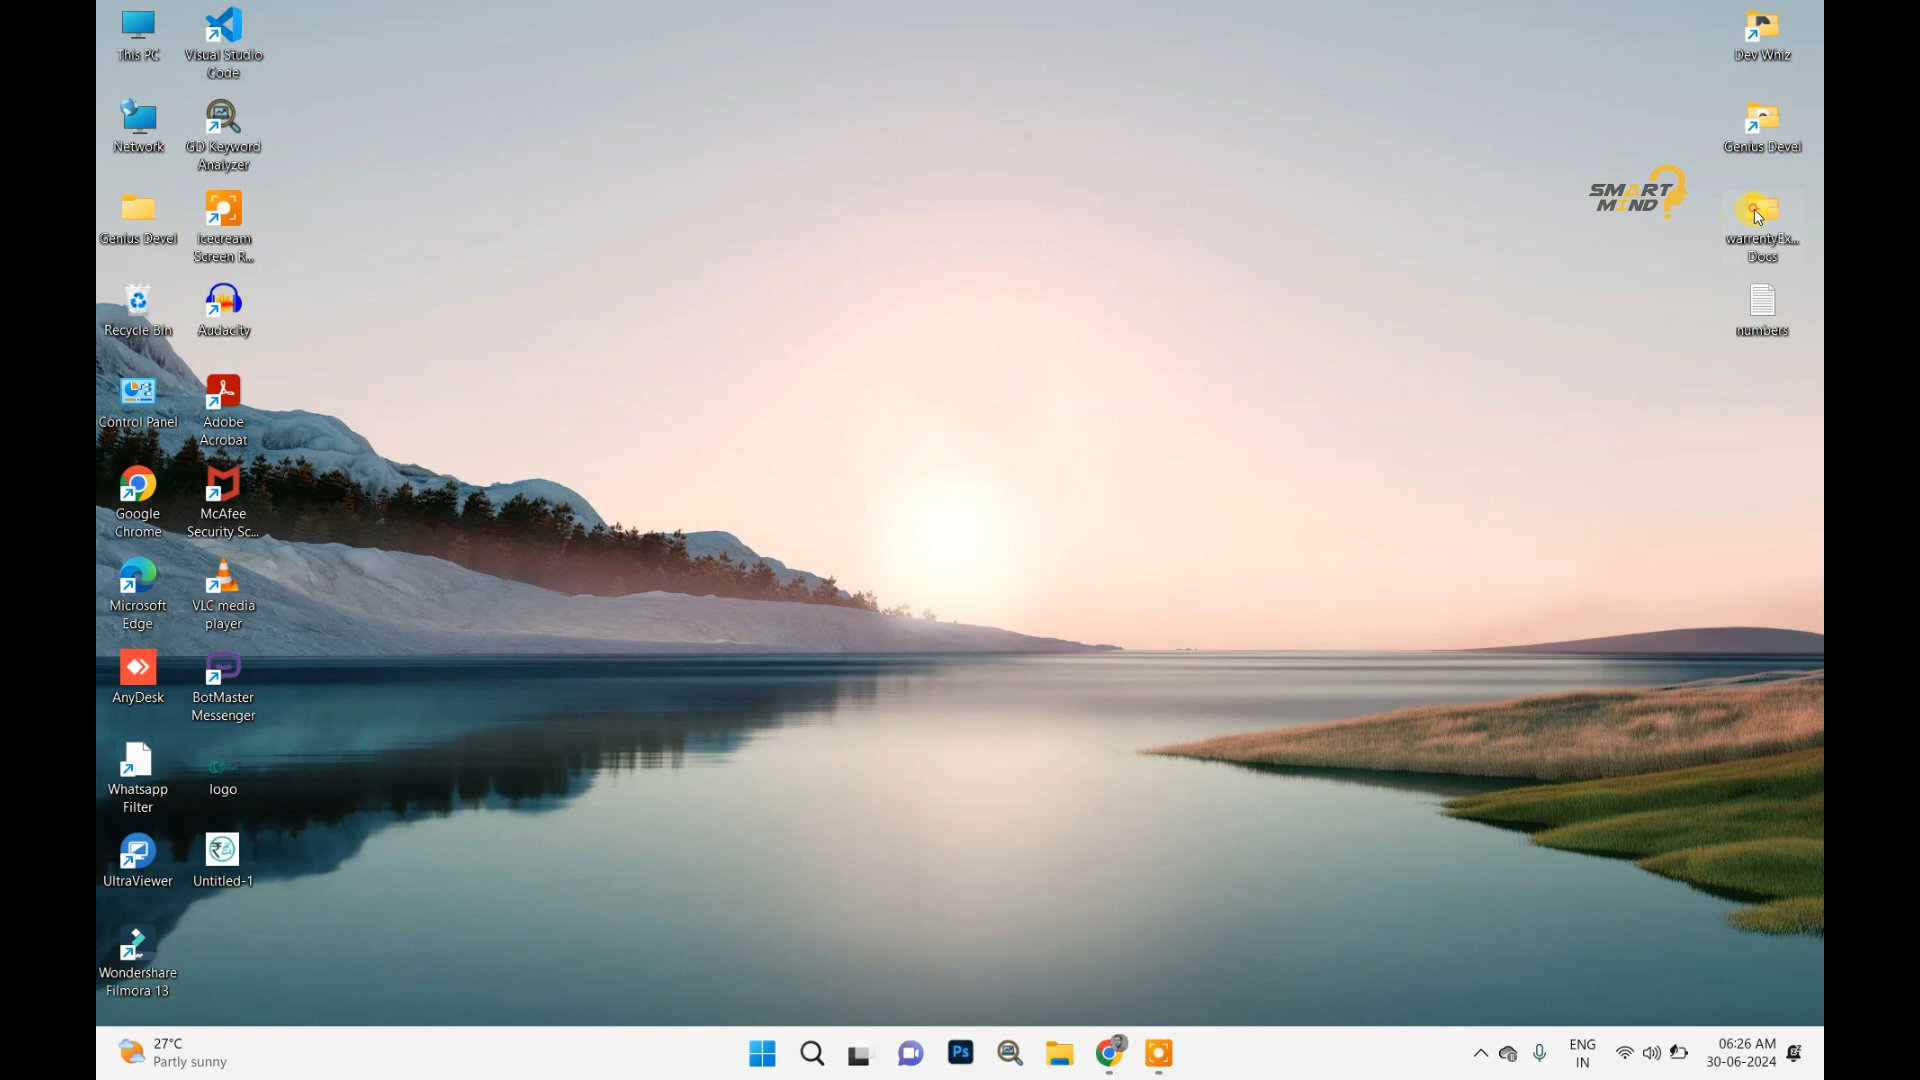 This PC
Visual Studio
Code
Network
GD Keyword
Analyzer
Genius Devel
Icecream
Screen R...
Recycle Bin
Audacity
Control Panel
Adobe
Acrobat
Google
Chrome
McAfee
Security Sc...
Microsoft
Edge
VLC media
player
AnyDesk
BotMaster
Messenger
Whatsapp
Filter
logo
UltraViewer
Untitled-1
Wondershare
Filmora 13
Dev Whiz
Genius Devel
SMART
MIND
warrentyEx...
Docs
numbers
27°C
Partly sunny
Ps
ENG
IN
06:26 AM
30-06-2024